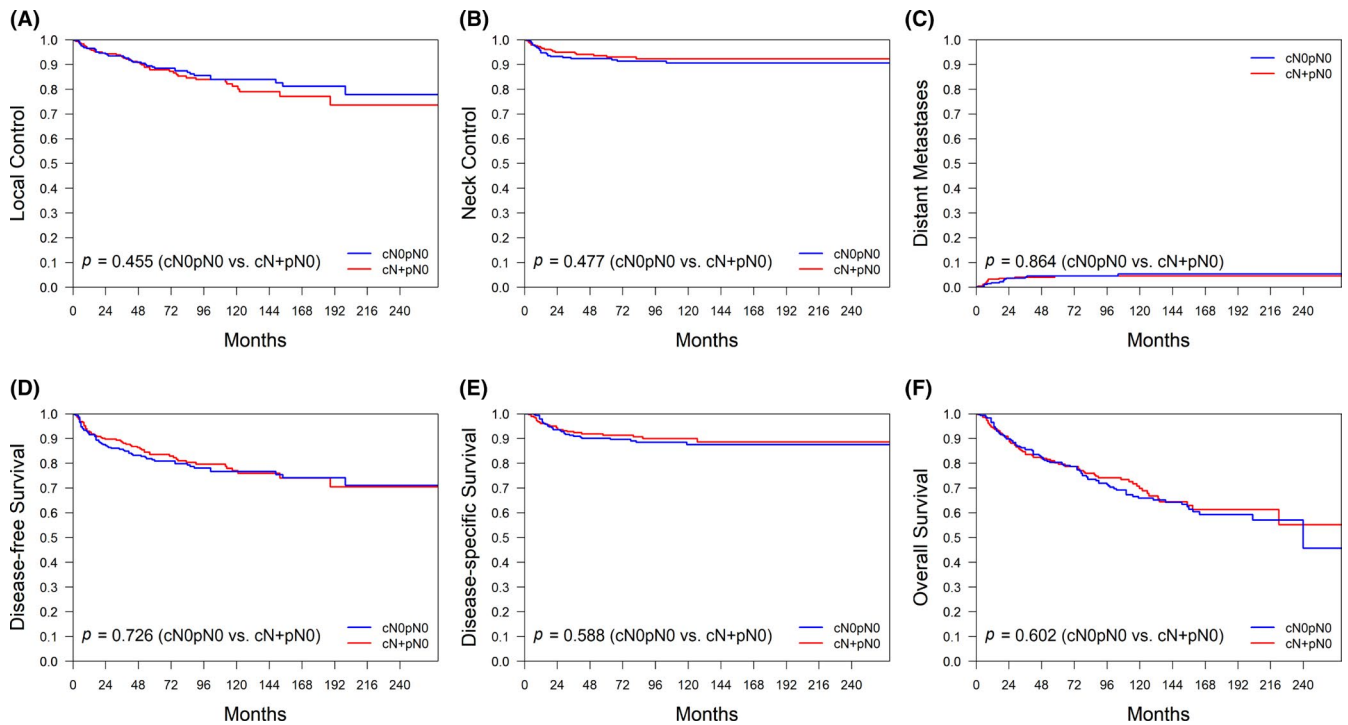 (A)
Local Control
1.0
0.9
0.8
0.7
0.6
0.5
0.4
0.3
0.2
0.1
0.0
p = 0.455 (cN0pN0 vs. cN+pN0)
cN0pN0
cN+pN0
0 24 48 72 96 120 144 168 192 216 240
Months
(B)
Neck Control
1.0
0.9
0.8
0.7
0.6
0.5
0.4
0.3
0.2
0.1
0.0
p = 0.477 (cN0pN0 vs. cN+pN0)
cN0pN0
cN+pN0
0 24 48 72 96 120 144 168 192 216 240
Months
(C)
Distant Metastases
1.0
0.9
0.8
0.7
0.6
0.5
0.4
0.3
0.2
0.1
0.0
cN0pN0
cN+pN0
p = 0.864 (cN0pN0 vs. cN+pN0)
0 24 48 72 96 120 144 168 192 216 240
Months
(D)
Disease-free Survival
1.0
0.9
0.8
0.7
0.6
0.5
0.4
0.3
0.2
0.1
0.0
p = 0.726 (cN0pN0 vs. cN+pN0)
cN0pN0
cN+pN0
0 24 48 72 96 120 144 168 192 216 240
Months
(E)
Disease-specific Survival
1.0
0.9
0.8
0.7
0.6
0.5
0.4
0.3
0.2
0.1
0.0
p = 0.588 (cN0pN0 vs. cN+pN0)
cN0pN0
cN+pN0
0 24 48 72 96 120 144 168 192 216 240
Months
(F)
Overall Survival
1.0
0.9
0.8
0.7
0.6
0.5
0.4
0.3
0.2
0.1
0.0
p = 0.602 (cN0pN0 vs. cN+pN0)
cN0pN0
cN+pN0
0 24 48 72 96 120 144 168 192 216 240
Months